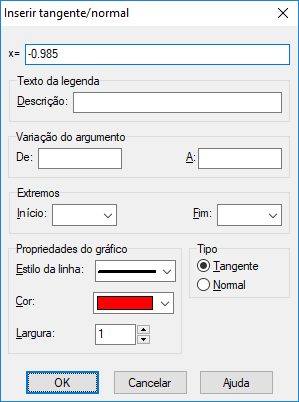 Inserir tangente/normal
x= -0.985
Texto da legenda
Descrição:
Variação do argumento
De: A:
Extremos
Início: Fim:
Propriedades do gráfico
Estilo da linha:
Cor:
Largura: 1
Tipo
Tangente
Normal
OK Cancelar Ajuda